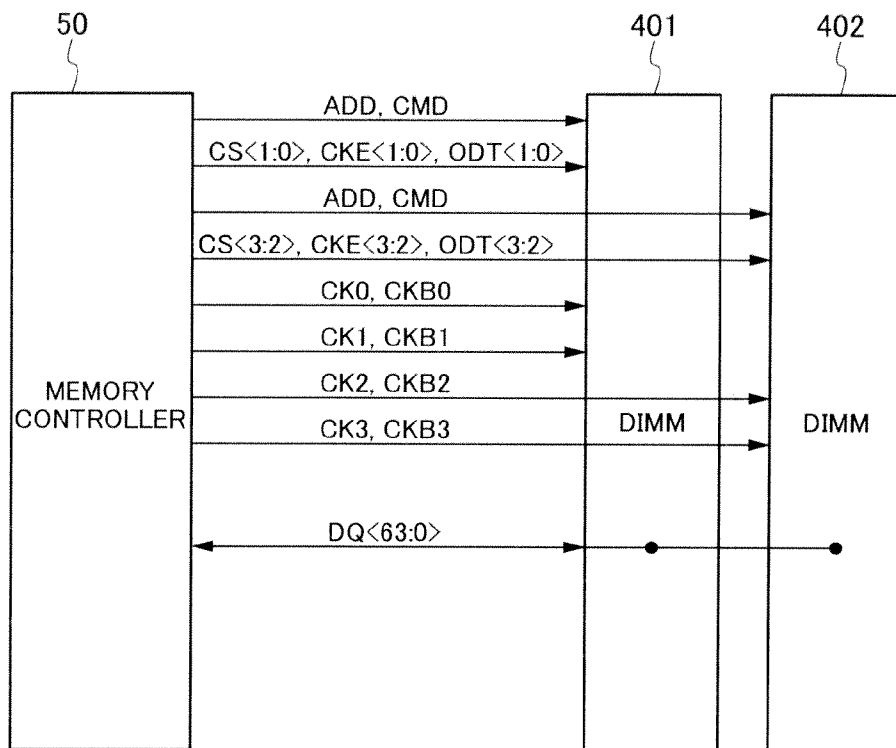 50
401
402
ADD, CMD
CS<1:0>, CKE<1:0>, ODT<1:0>
ADD, CMD
CS<3:2>, CKE<3:2>, ODT<3:2>
CK0, CKB0
CK1, CKB1
CK2, CKB2
CK3, CKB3
MEMORY
CONTROLLER
DIMM
DIMM
DQ<63:0>